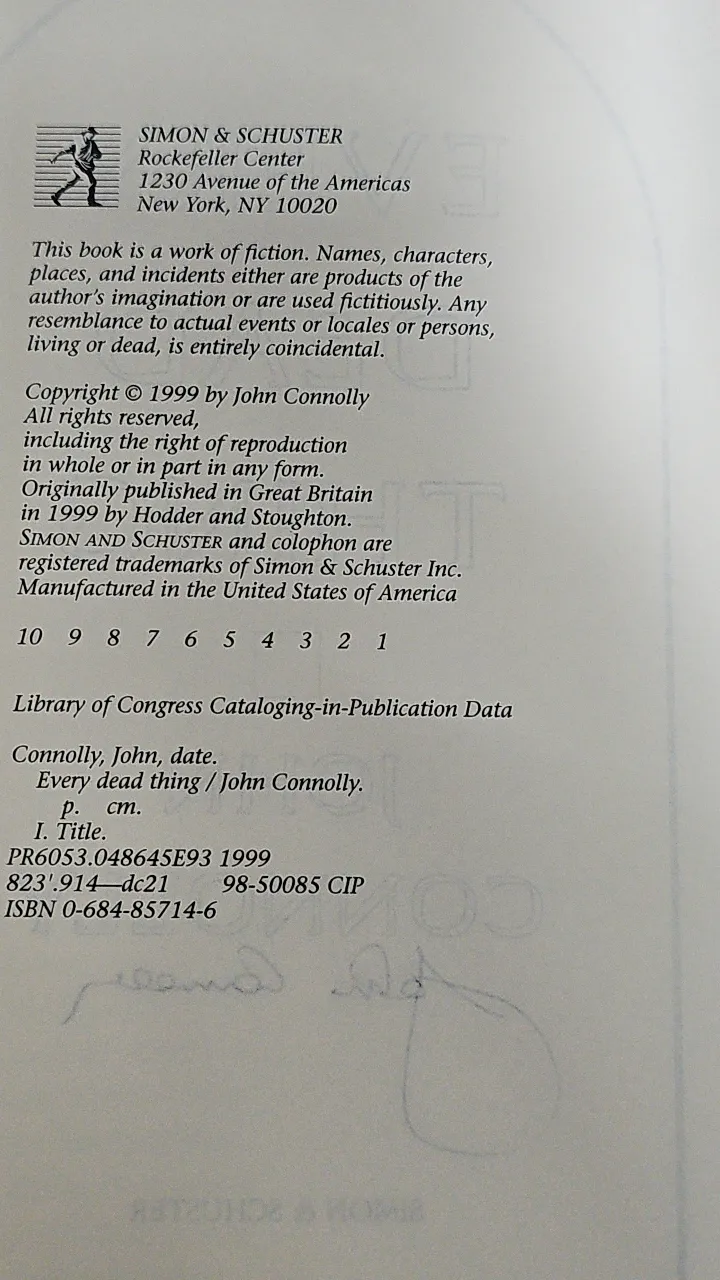 SIMON & SCHUSTER
Rockefeller Center
1230 Avenue of the Americas
New York, NY 10020
This book is a work of fiction. Names, characters,
places, and incidents either are products of the
author's imagination or are used fictitiously. Any
resemblance to actual events or locales or persons,
living or dead, is entirely coincidental.
Copyright © 1999 by John Connolly
All rights reserved,
including the right of reproduction
in whole or in part in any form.
Originally published in Great Britain
in 1999 by Hodder and Stoughton.
SIMON AND SCHUSTER and colophon are
registered trademarks of Simon & Schuster Inc.
Manufactured in the United States of America
10 9 8 7 6 5 4 3 2 1
Library of Congress Cataloging-in-Publication Data
Connolly, John, date.
Every dead thing / John Connolly.
p. cm.
I. Title.
PR6053.048645E93 1999
823'.914—dc21 98-50085 CIP
ISBN 0-684-85714-6